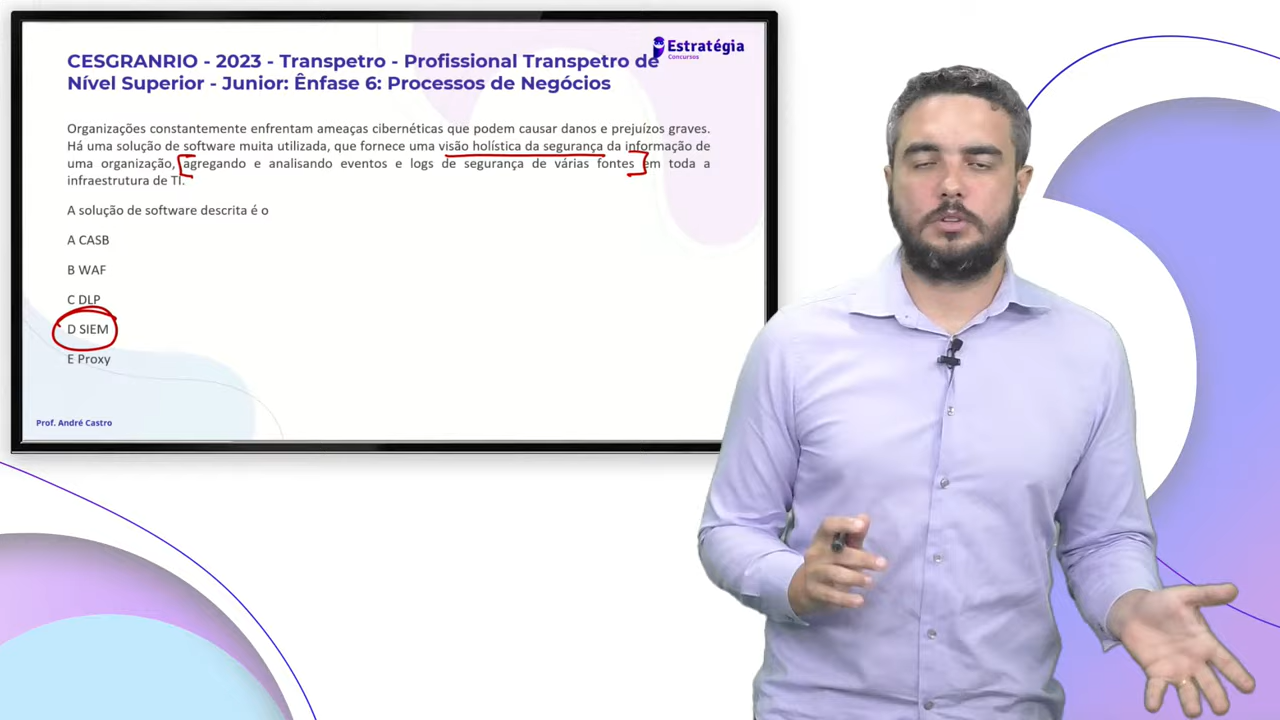 CESGRANRIO - 2023 - Transpetro - Profissional Transpetro de
Nível Superior - Junior: Ênfase 6: Processos de Negócios
Estratégia
Concursos
Organizações constantemente enfrentam ameaças cibernéticas que podem causar danos e prejuízos graves.
Há uma solução de software muita utilizada, que fornece uma visão holística da segurança da informação de
uma organização, agregando e analisando eventos e logs de segurança de várias fontes em toda a
infraestrutura de TI.
A solução de software descrita é o
A CASB
B WAF
C DLP
D SIEM
E Proxy
Prof. André Castro